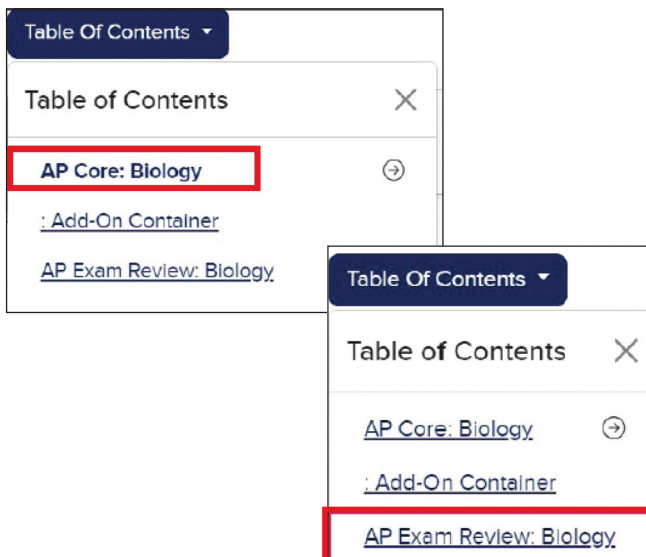 Table Of Contents
Table of Contents
AP Core: Biology
: Add-On Container
AP Exam Review: Biology
Table Of Contents
Table of Contents
AP Core: Biology
: Add-On Container
AP Exam Review: Biology